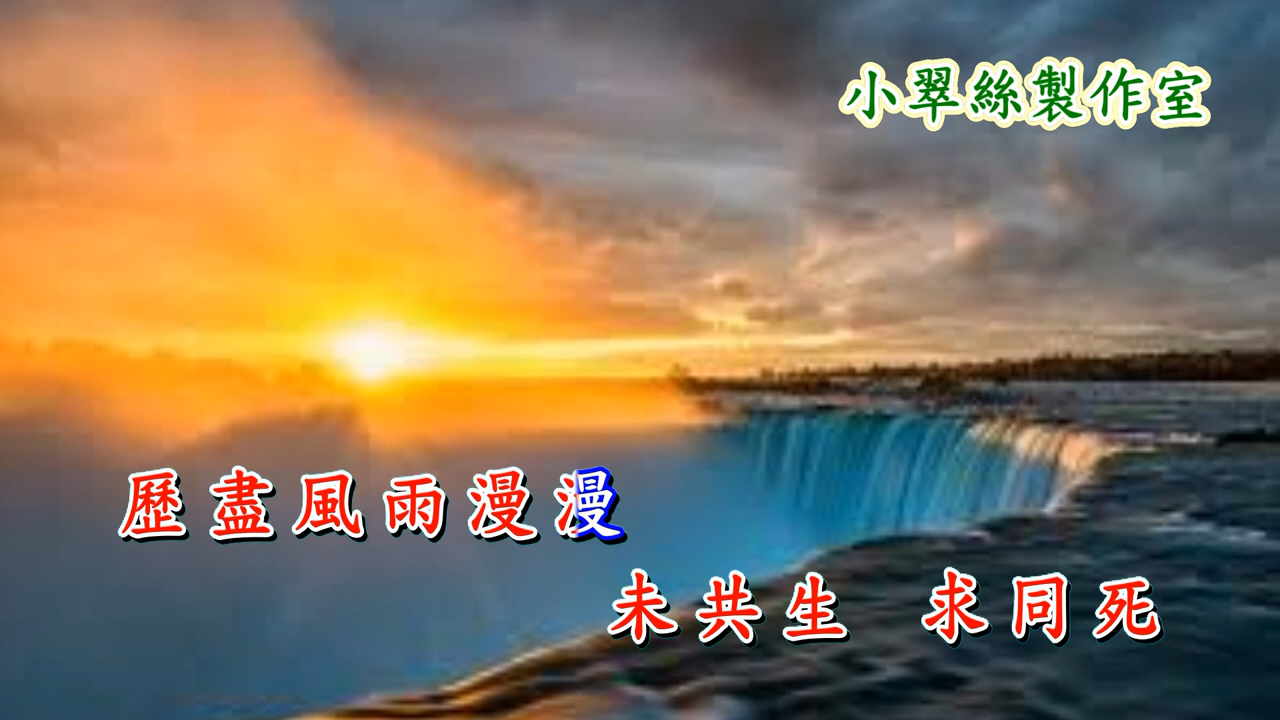 小翠絲製作室
歷盡風雨漫漫
未共生 求同死